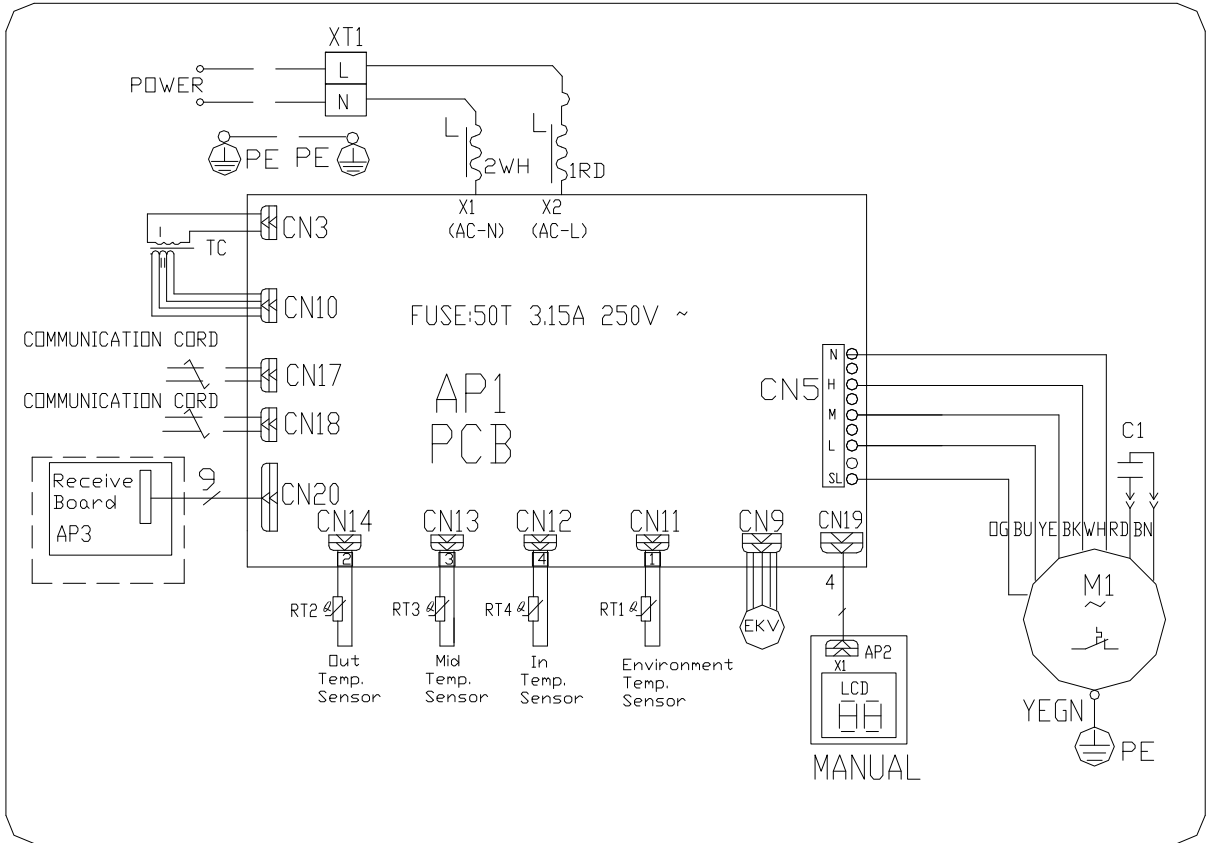 XT1
POWER
L
N
PE PE
L
L
2WH
1RD
X1
(AC-N)
X2
(AC-L)
CN3
I
TC
II
CN10
FUSE:50T 3.15A 250V ~
COMMUNICATION CORD
CN17
COMMUNICATION CORD
CN18
AP1
PCB
CN5
N
H
M
L
SL
C1
Receive
Board
AP3
9
CN20
CN14
CN13
CN12
CN11
CN9
CN19
OG BU YE BK WH RD BN
2
3
4
1
4
RT2
RT3
RT4
RT1
EKV
M1
~
Out
Temp.
Sensor
Mid
Temp.
Sensor
In
Temp.
Sensor
Environment
Temp.
Sensor
AP2
X1
LCD
88
MANUAL
YEGN
PE